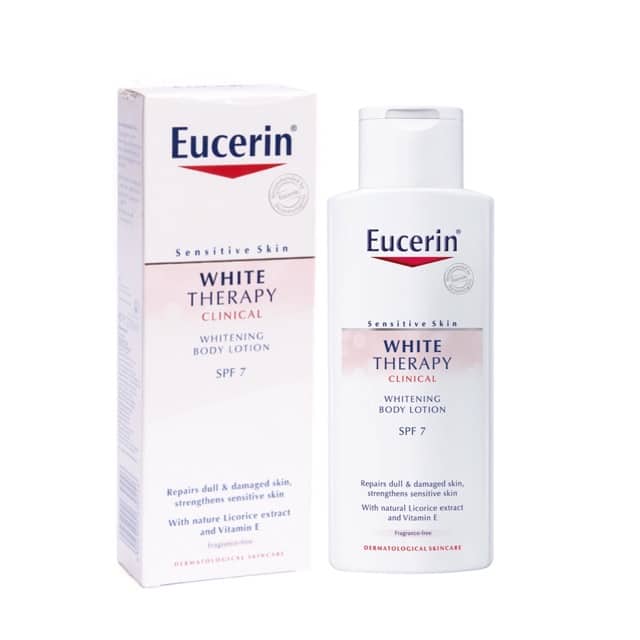 Eucerin®
Sensitive Skin
WHITE
THERAPY
CLINICAL
WHITENING
BODY LOTION
SPF 7
Repairs dull & damaged skin,
strengthens sensitive skin
With nature Licorice extract
and Vitamin E
Fragrance-free
DERMATOLOGICAL SKINCARE
Eucerin®
Sensitive Skin
WHITE
THERAPY
CLINICAL
WHITENING
BODY LOTION
SPF 7
Repairs dull & damaged skin,
strengthens sensitive skin
With natural Licorice extract
and Vitamin E
Fragrance-free
DERMATOLOGICAL SKINCARE